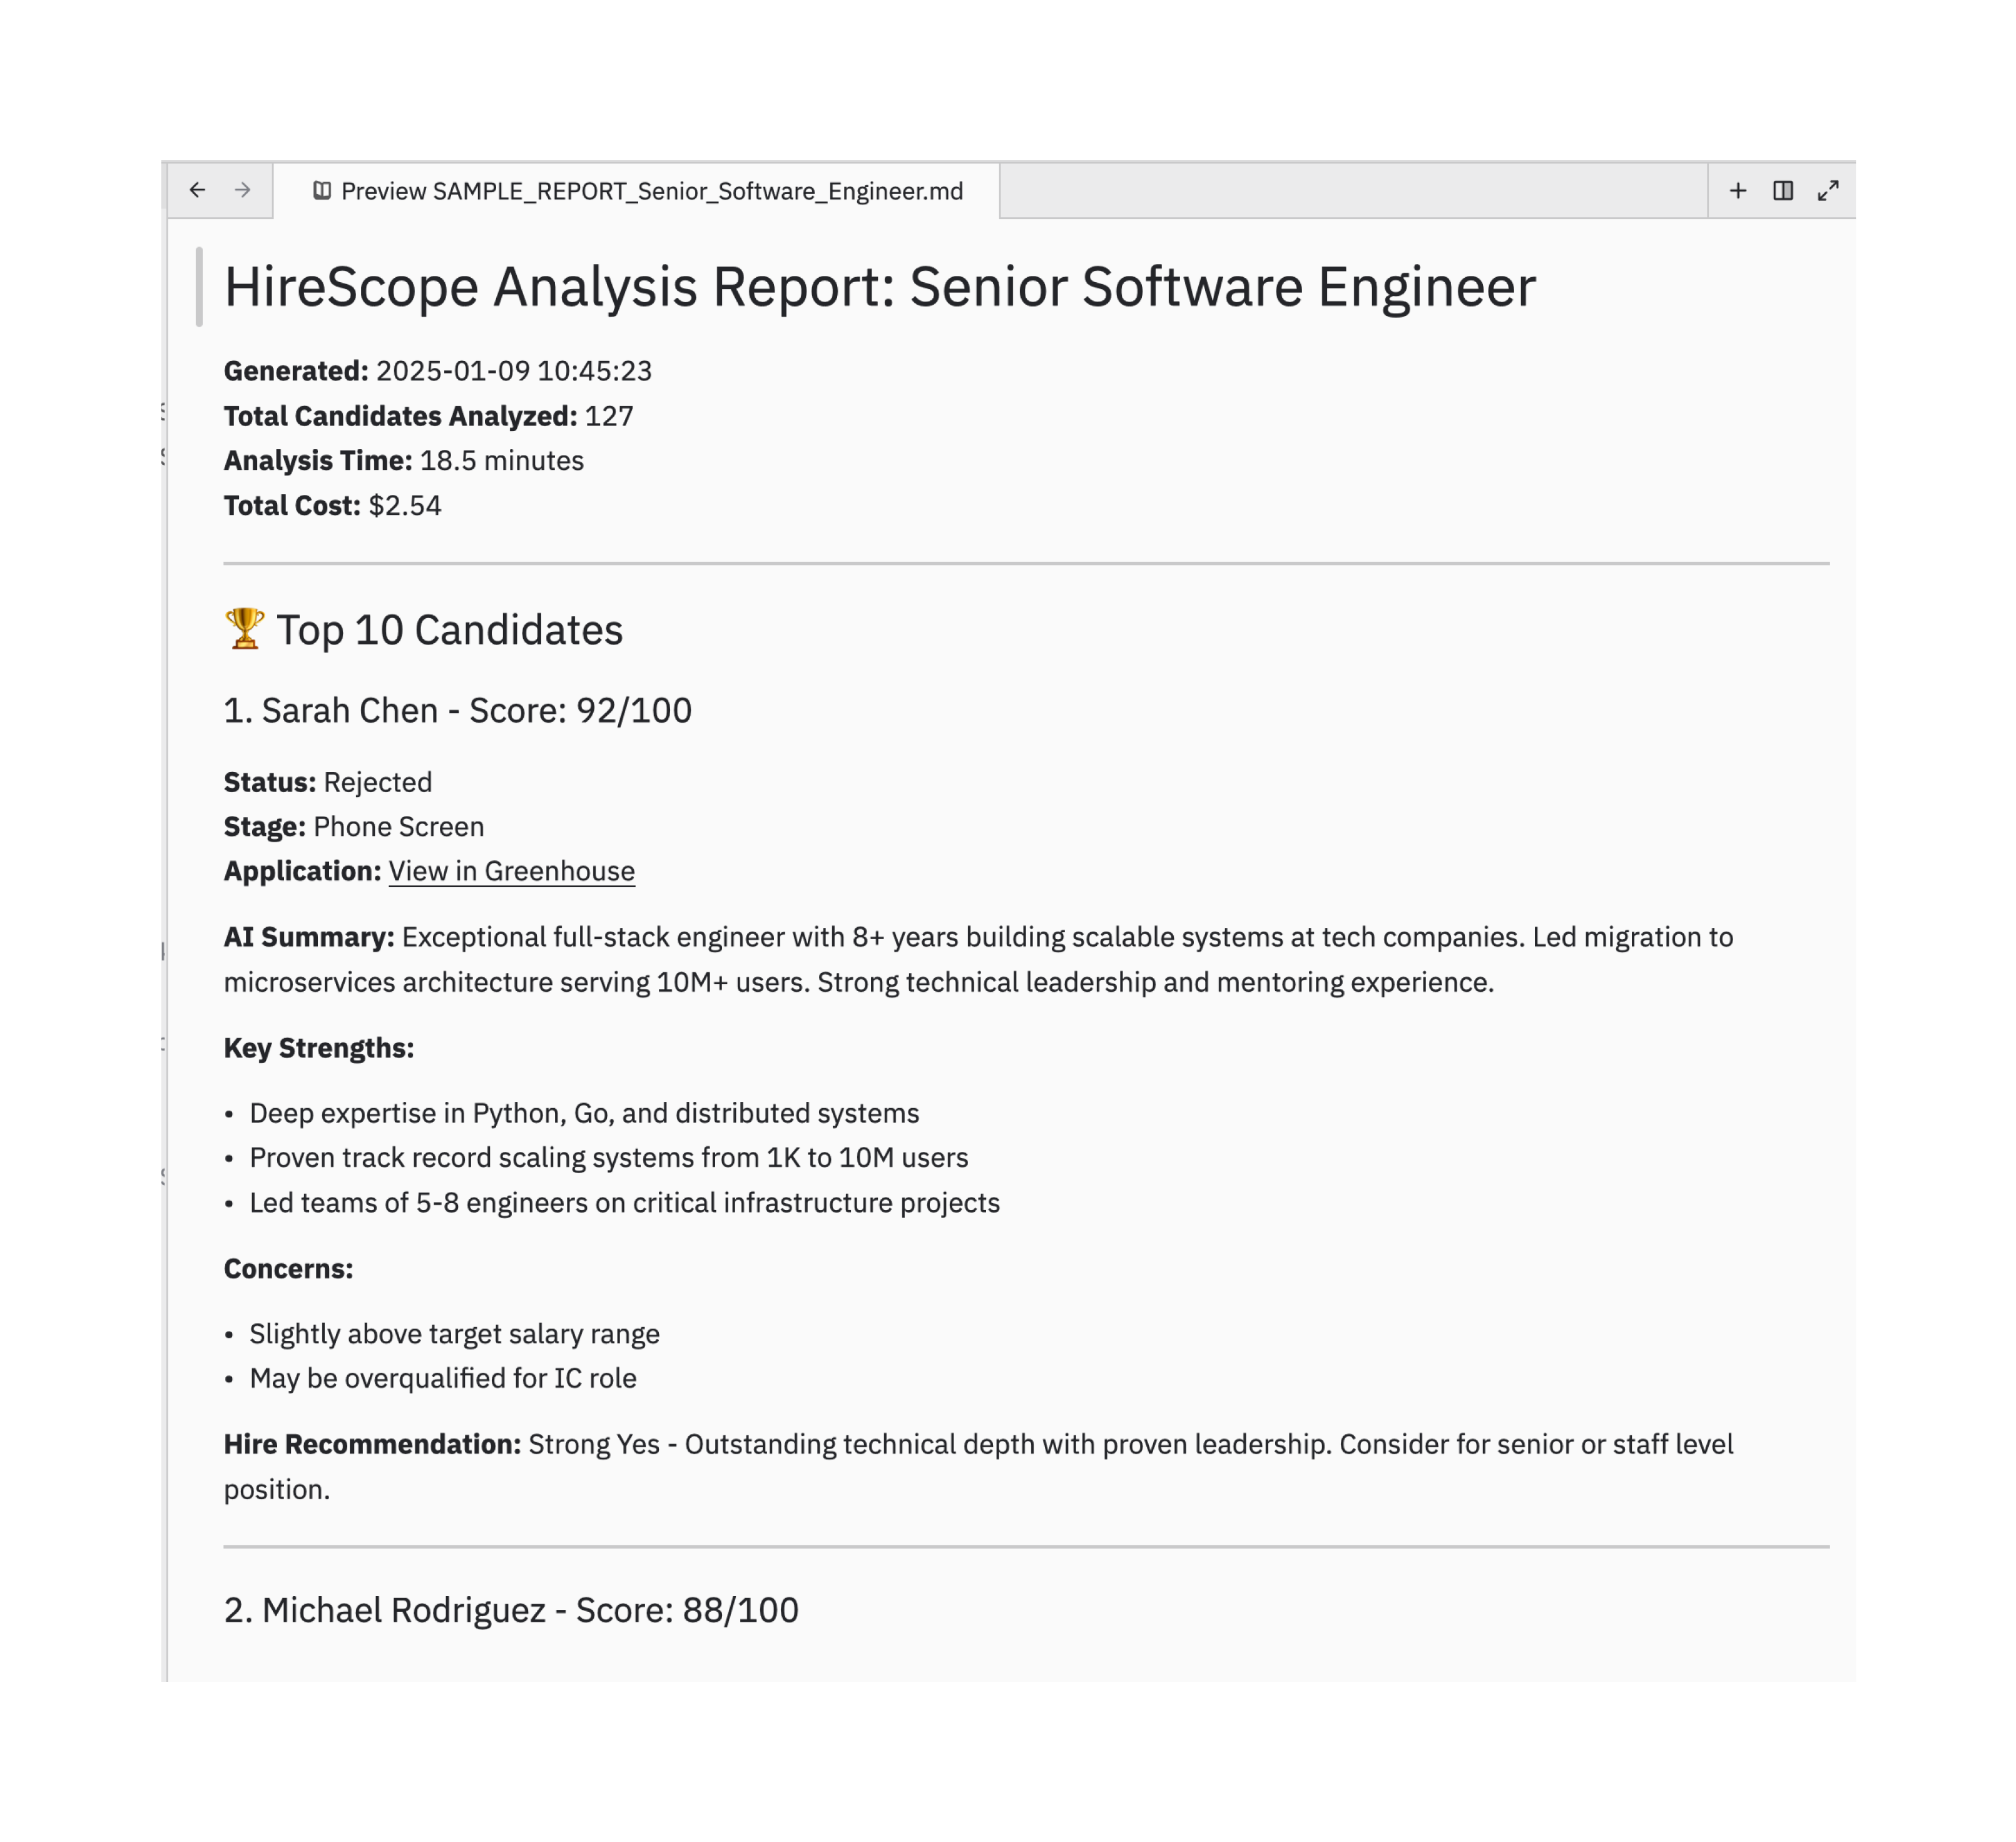 Preview SAMPLE_REPORT_Senior_Software_Engineer.md
HireScope Analysis Report: Senior Software Engineer
Generated: 2025-01-09 10:45:23
Total Candidates Analyzed: 127
Analysis Time: 18.5 minutes
Total Cost: $2.54
🏆 Top 10 Candidates
1. Sarah Chen - Score: 92/100
Status: Rejected
Stage: Phone Screen
Application: View in Greenhouse
AI Summary: Exceptional full-stack engineer with 8+ years building scalable systems at tech companies. Led migration to
microservices architecture serving 10M+ users. Strong technical leadership and mentoring experience.
Key Strengths:
• Deep expertise in Python, Go, and distributed systems
• Proven track record scaling systems from 1K to 10M users
• Led teams of 5-8 engineers on critical infrastructure projects
Concerns:
• Slightly above target salary range
• May be overqualified for IC role
Hire Recommendation: Strong Yes - Outstanding technical depth with proven leadership. Consider for senior or staff level
position.
2. Michael Rodriguez - Score: 88/100